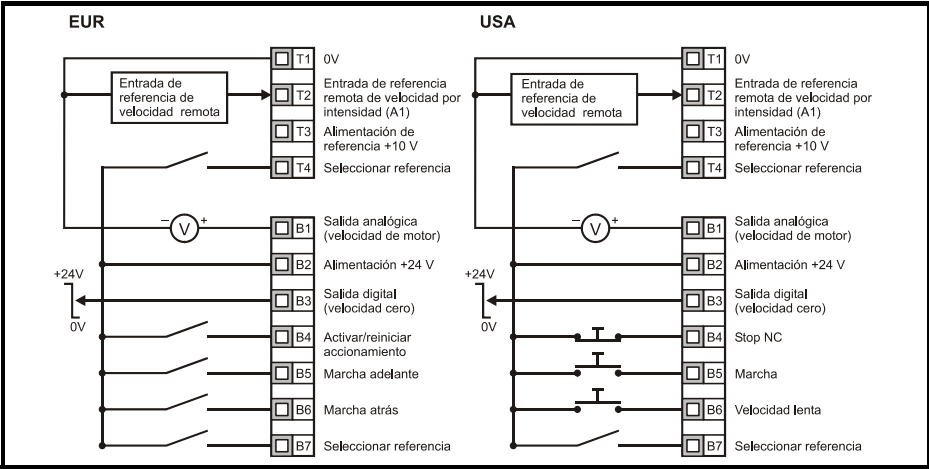 EUR
T1 0V
Entrada de
referencia de
velocidad remota
T2 Entrada de referencia
remota de velocidad por
intensidad (A1)
T3 Alimentación de
referencia +10 V
T4 Seleccionar referencia
– V +
B1 Salida analógica
(velocidad de motor)
B2 Alimentación +24 V
+24V
0V
B3 Salida digital
(velocidad cero)
B4 Activar/reiniciar
accionamiento
B5 Marcha adelante
B6 Marcha atrás
B7 Seleccionar referencia
USA
T1 0V
Entrada de
referencia de
velocidad remota
T2 Entrada de referencia
remota de velocidad por
intensidad (A1)
T3 Alimentación de
referencia +10 V
T4 Seleccionar referencia
– V +
B1 Salida analógica
(velocidad de motor)
B2 Alimentación +24 V
+24V
0V
B3 Salida digital
(velocidad cero)
B4 Stop NC
B5 Marcha
B6 Velocidad lenta
B7 Seleccionar referencia